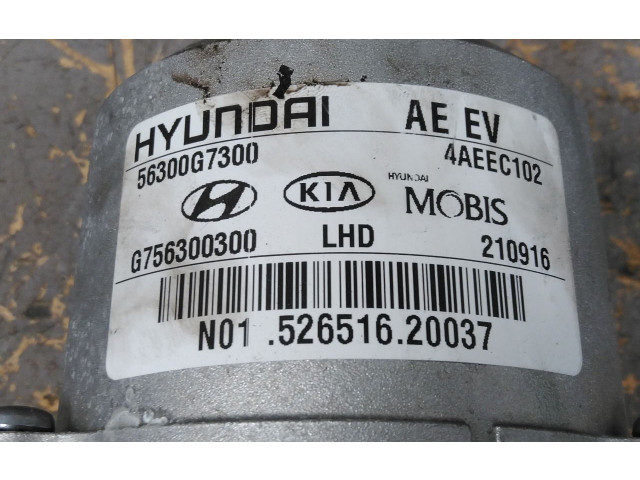 HYUNDAI AE EV
56300G7300 4AEEC102
KIA HYUNDAI MOBIS
G756300300 LHD 210916
N01 .526516.20037